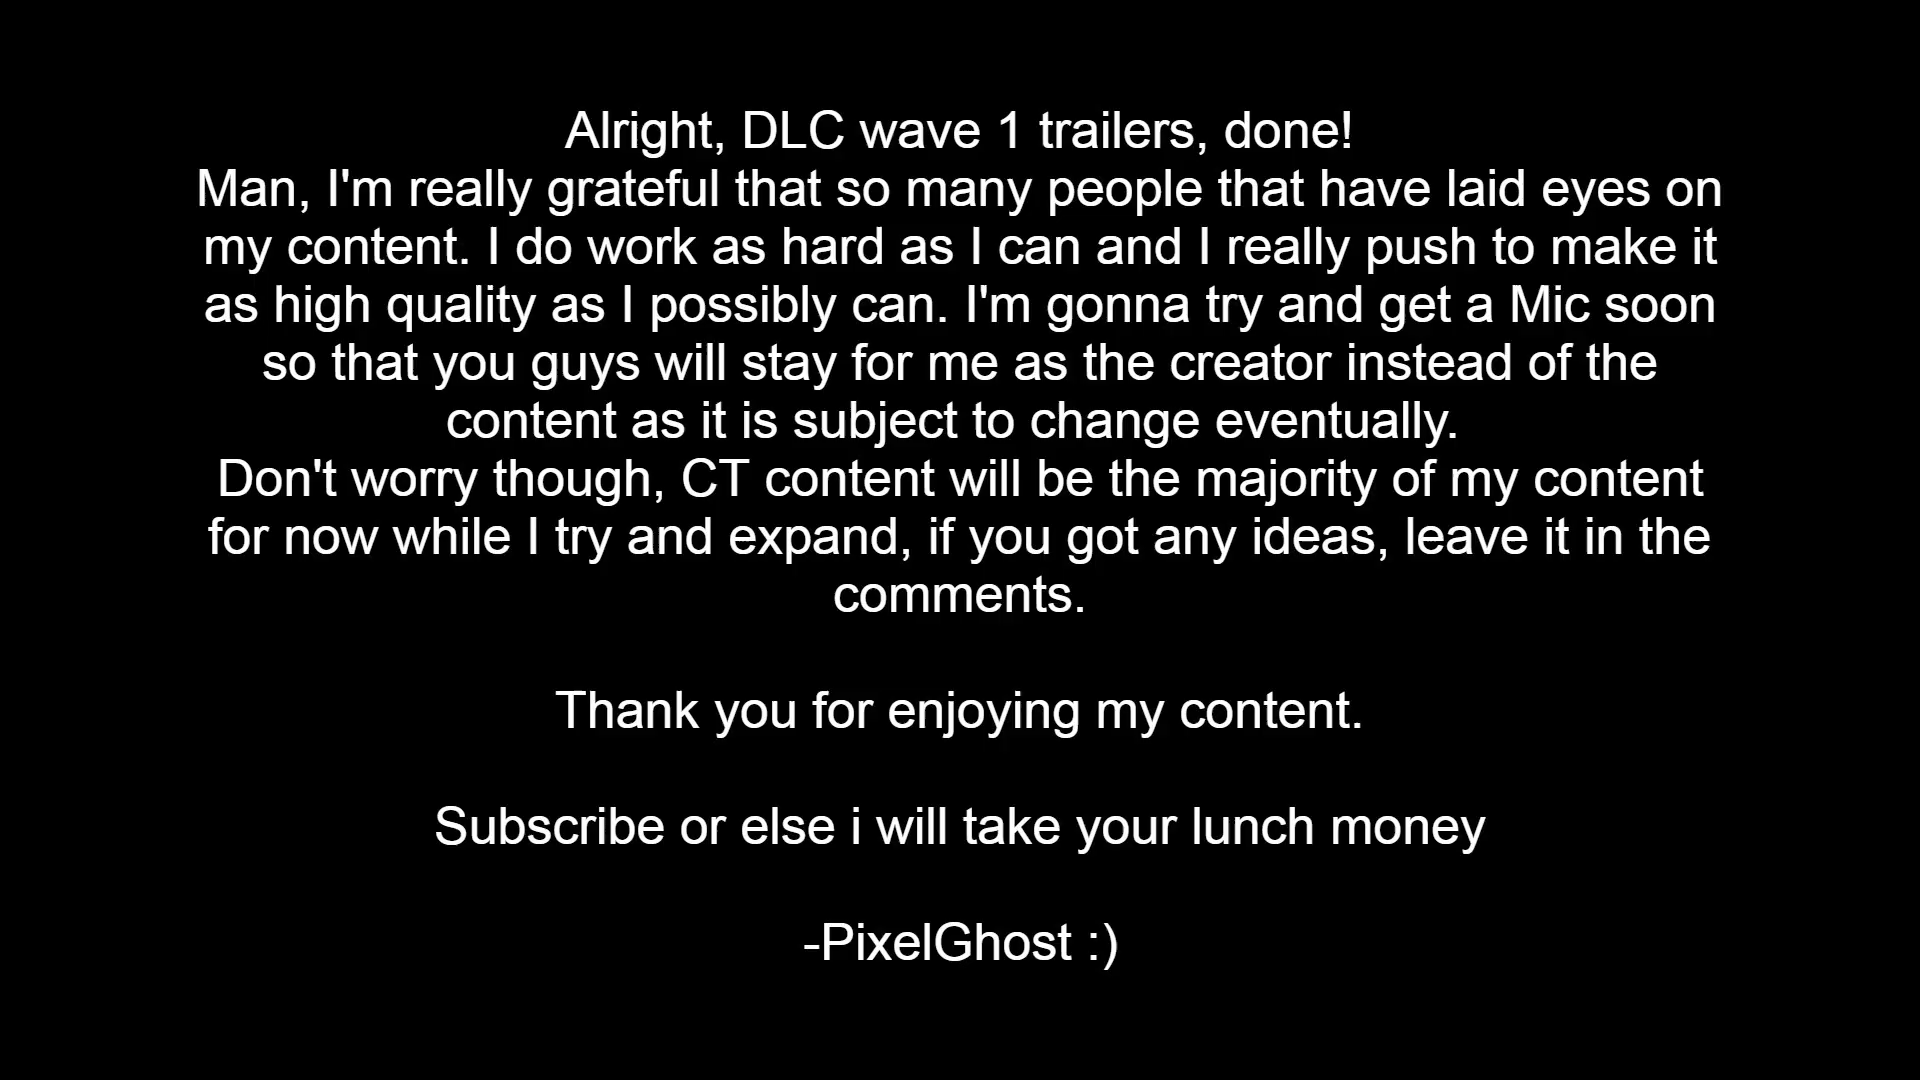 Alright, DLC wave 1 trailers, done!
Man, I'm really grateful that so many people that have laid eyes on
my content. I do work as hard as I can and I really push to make it
as high quality as I possibly can. I'm gonna try and get a Mic soon
so that you guys will stay for me as the creator instead of the
content as it is subject to change eventually.
Don't worry though, CT content will be the majority of my content
for now while I try and expand, if you got any ideas, leave it in the
comments.
Thank you for enjoying my content.
Subscribe or else i will take your lunch money
-PixelGhost :)